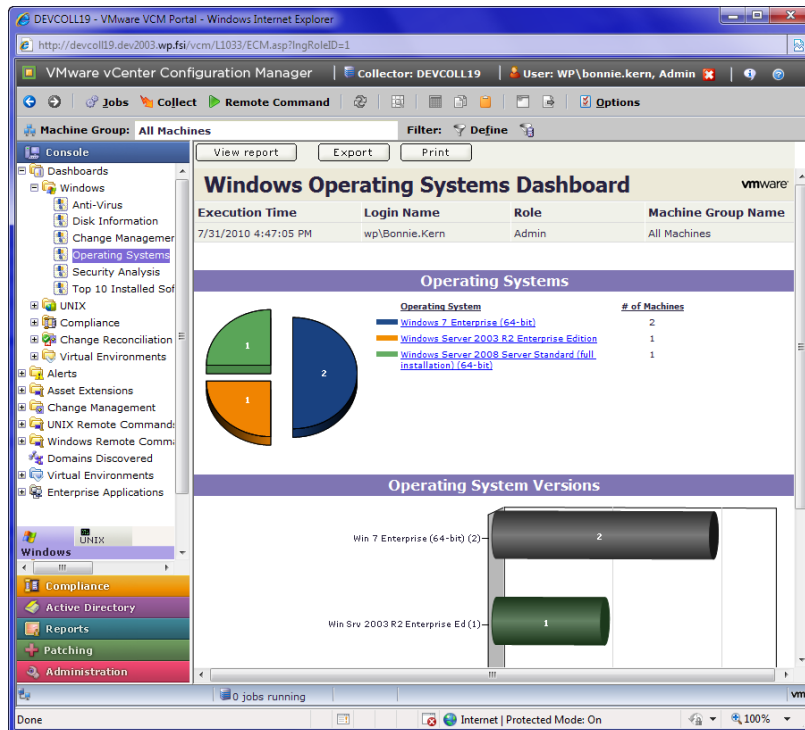 DEVCOLL19 - VMware VCM Portal - Windows Internet Explorer
http://devcoll19.dev2003.wp.fsi/vcm/L1033/ECM.asp?lngRoleID=1
VMware vCenter Configuration Manager | Collector: DEVCOLL19 | User: WP\bonnie.kern, Admin
Jobs Collect Remote Command Options
Machine Group: All Machines Filter: Define
Console
Dashboards
Windows
Anti-Virus
Disk Information
Change Managemer
Operating Systems
Security Analysis
Top 10 Installed Sof
UNIX
Compliance
Change Reconciliation
Virtual Environments
Alerts
Asset Extensions
Change Management
UNIX Remote Commands
Windows Remote Comma
Domains Discovered
Virtual Environments
Enterprise Applications
UNIX
Windows
Compliance
Active Directory
Reports
Patching
Administration
View report Export Print
Windows Operating Systems Dashboard vmware
Execution Time Login Name Role Machine Group Name
7/31/2010 4:47:05 PM wp\Bonnie.Kern Admin All Machines
Operating Systems
Operating System # of Machines
Windows 7 Enterprise (64-bit) 2
Windows Server 2003 R2 Enterprise Edition 1
Windows Server 2008 Server Standard (full 1
installation) (64-bit)
1
2
1
Operating System Versions
Win 7 Enterprise (64-bit) (2) 2
Win Srv 2003 R2 Enterprise Ed (1) 1
0 jobs running vm
Done Internet | Protected Mode: On 100%